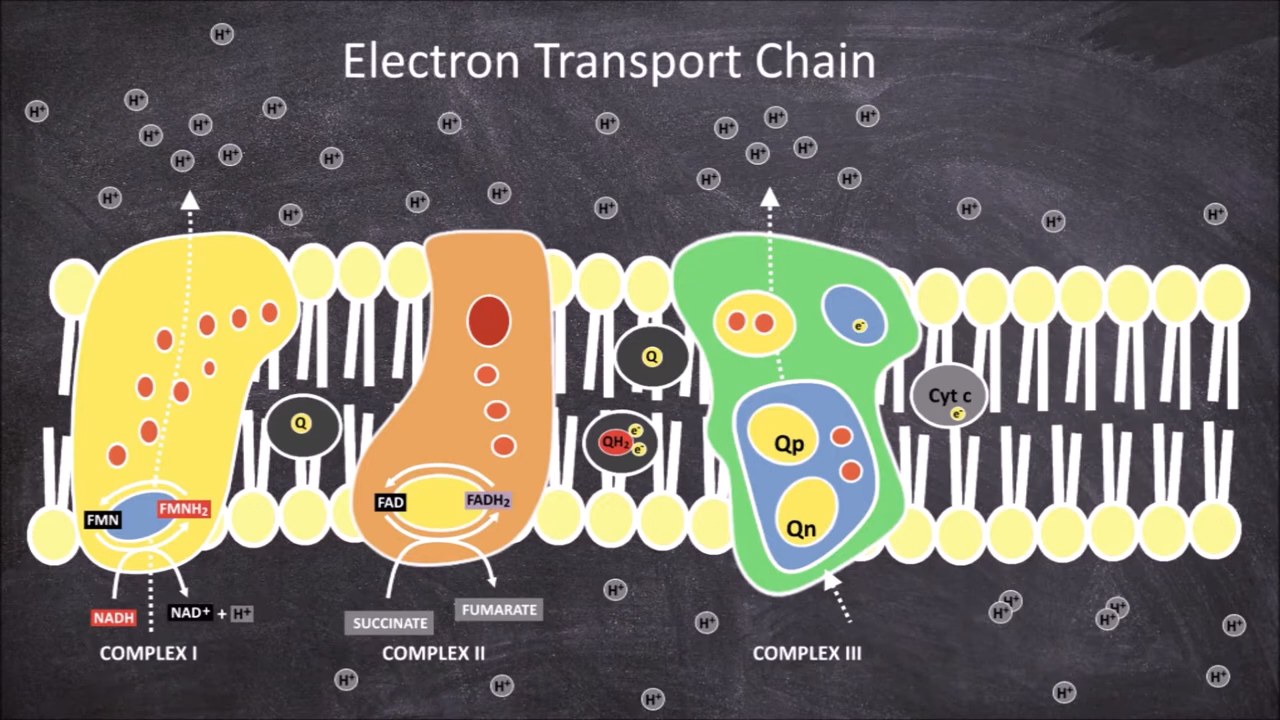 H⁺
Electron Transport Chain
H⁺ H⁺ H⁺ H⁺ H⁺ H⁺ H⁺ H⁺
H⁺ H⁺ H⁺ H⁺ H⁺ H⁺ H⁺ H⁺
H⁺ H⁺ H⁺ H⁺ H⁺ H⁺
H⁺ H⁺ H⁺ H⁺ H⁺ H⁺ H⁺
e⁻
Q
Cyt c
e⁻
Q
QH₂ e⁻ e⁻
Qp
FMN FMNH₂
FAD FADH₂
Qn
NADH NAD⁺ + H⁺
SUCCINATE FUMARATE
H⁺ H⁺ H⁺ H⁺ H⁺ H⁺ H⁺
COMPLEX I COMPLEX II COMPLEX III
H⁺ H⁺ H⁺ H⁺ H⁺